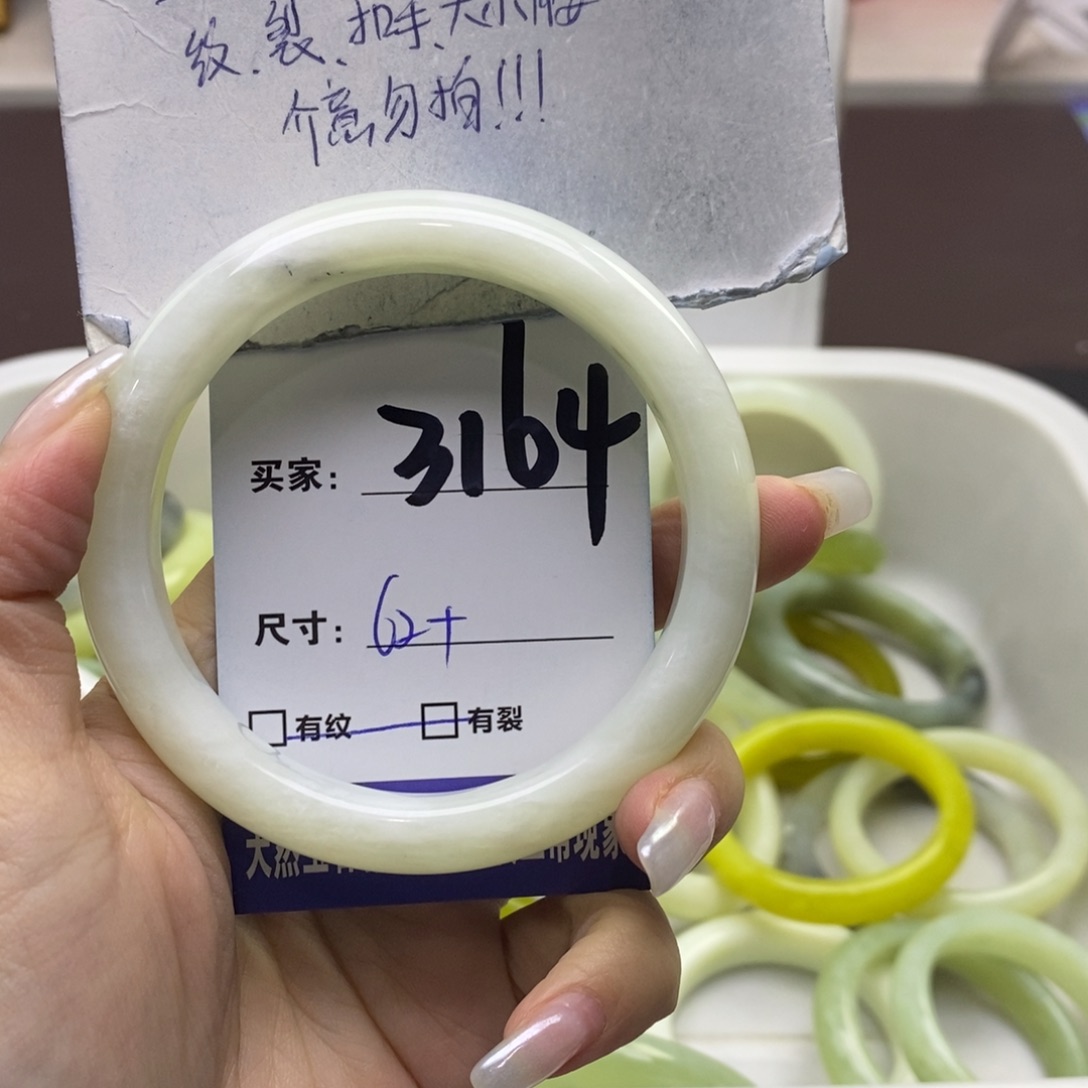 纹.裂、扣手、大小腰
介意勿拍!!!
买家: 3164
尺寸: 62+
□有纹 □有裂